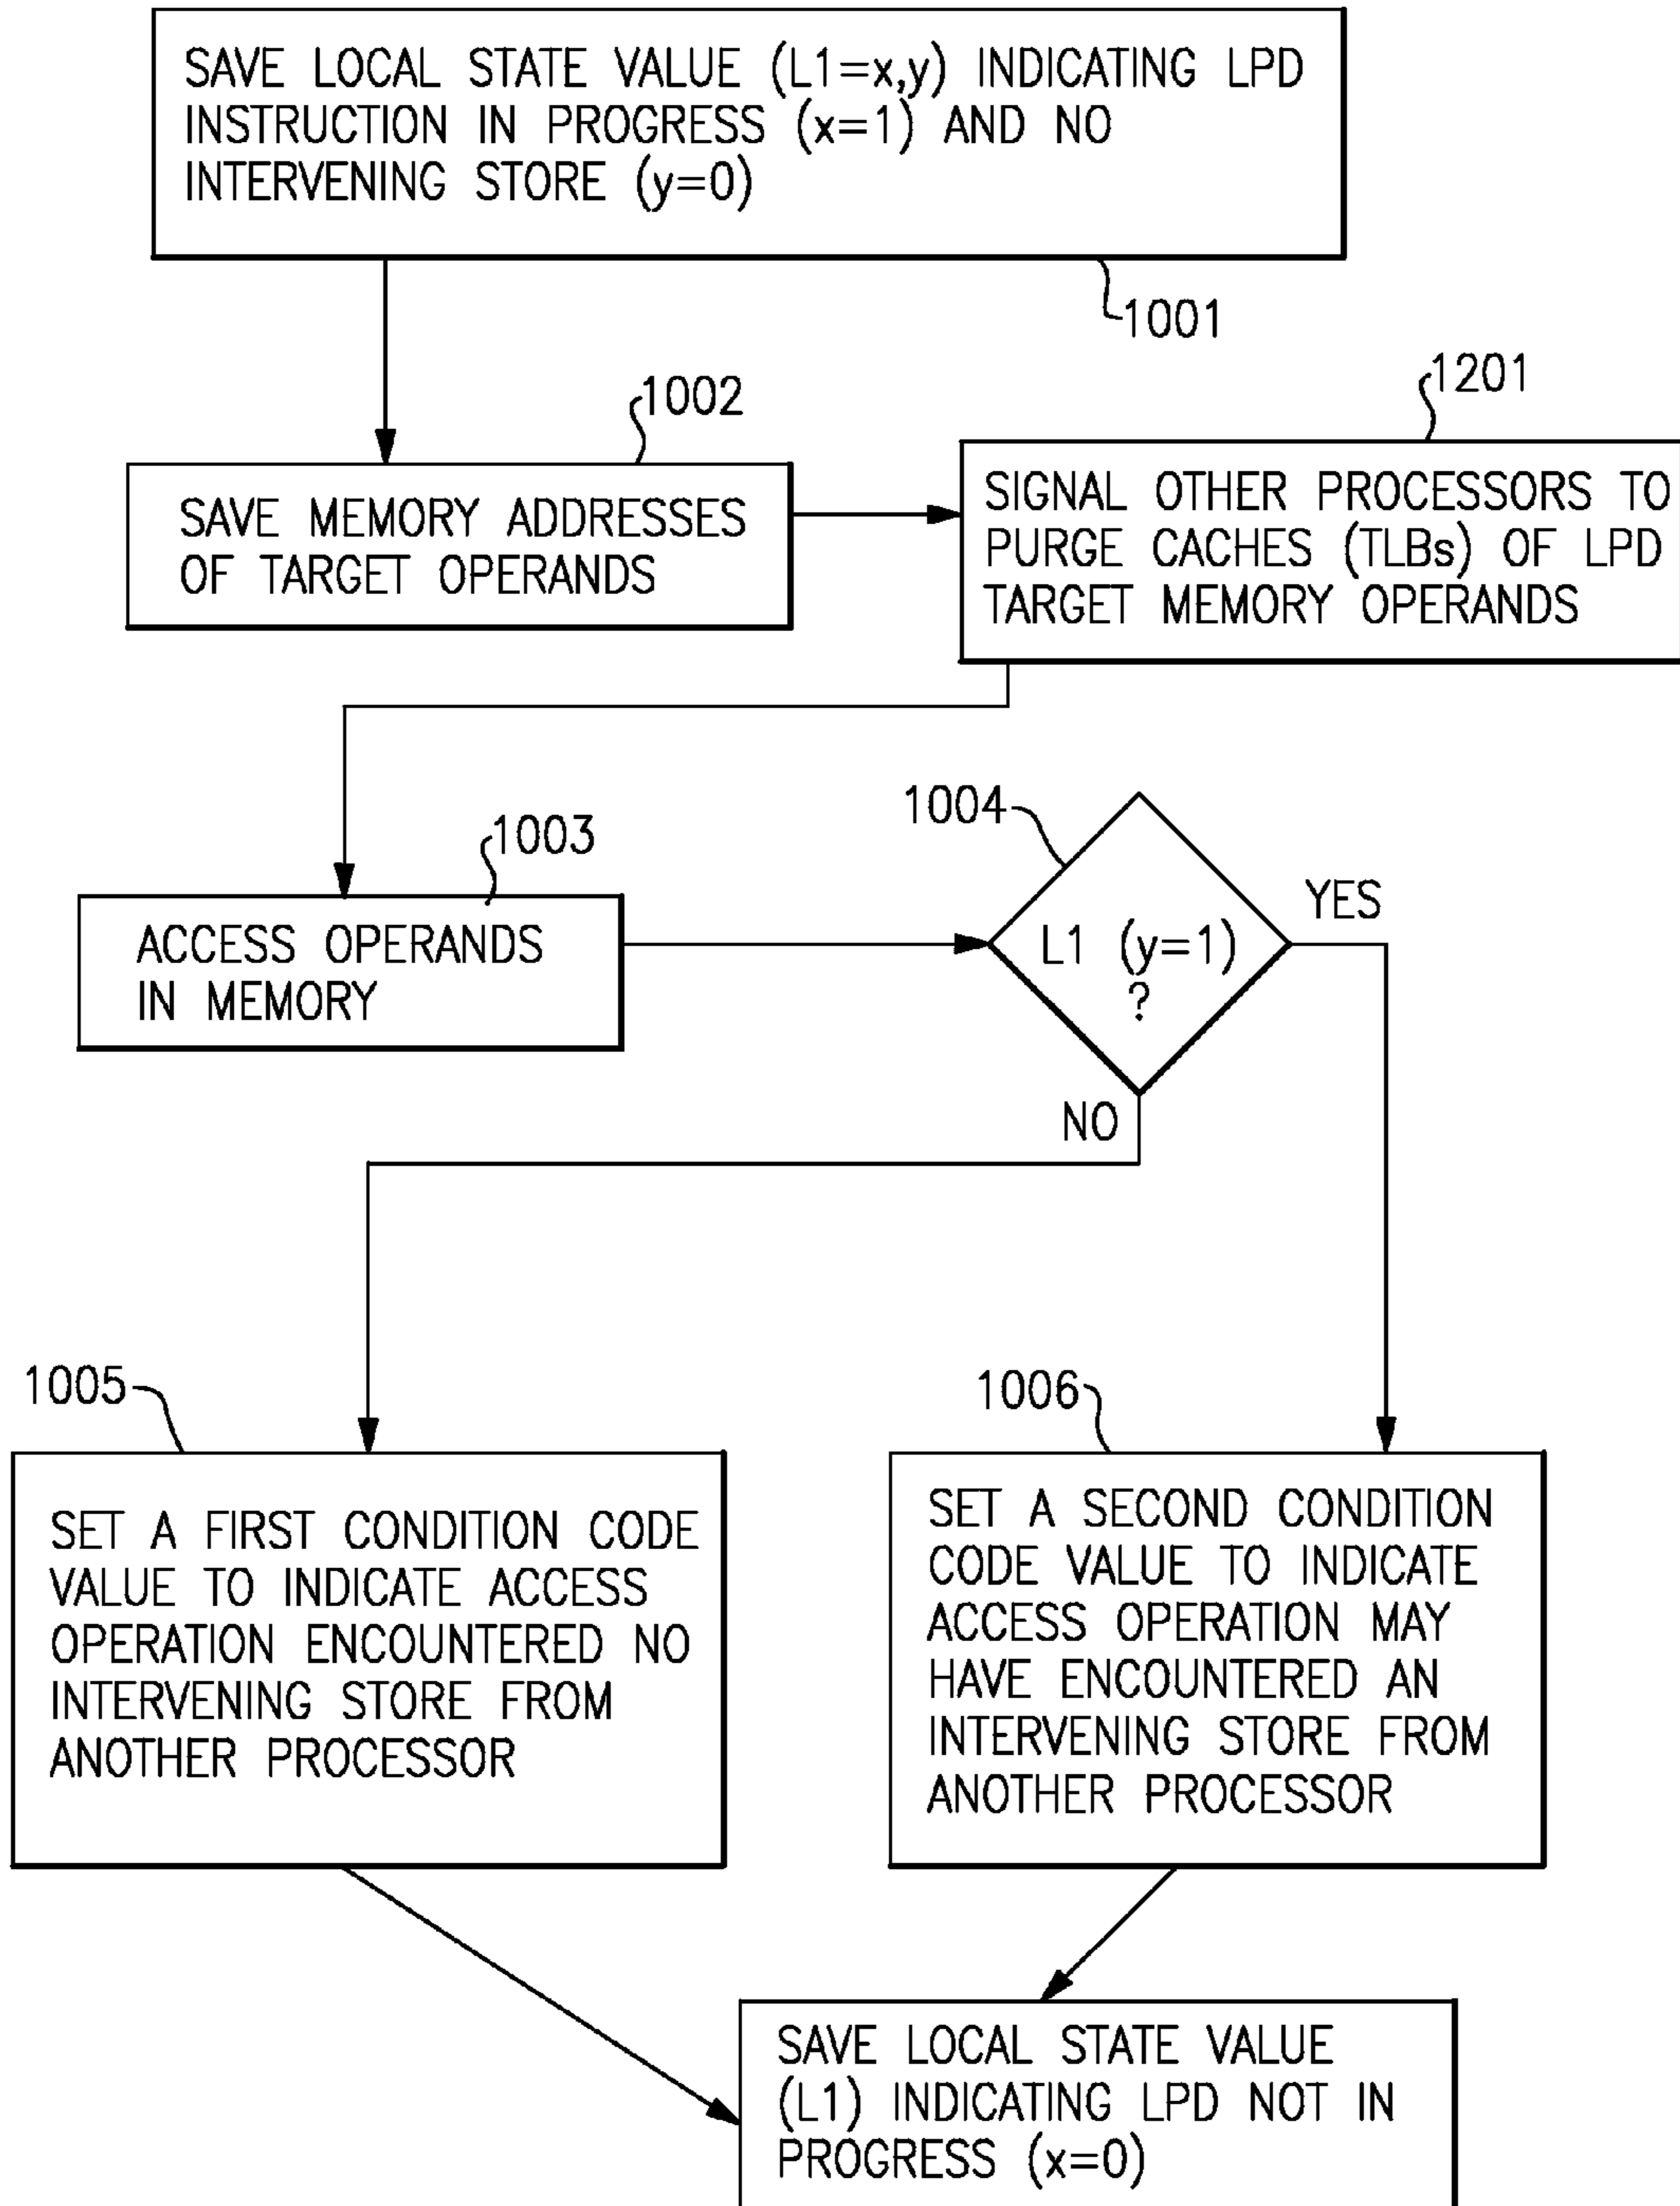 SAVE LOCAL STATE VALUE (L1=x,y) INDICATING LPD
INSTRUCTION IN PROGRESS (x=1) AND NO
INTERVENING STORE (y=0)
1001
1002
SAVE MEMORY ADDRESSES
OF TARGET OPERANDS
1201
SIGNAL OTHER PROCESSORS TO
PURGE CACHES (TLBs) OF LPD
TARGET MEMORY OPERANDS
1003
ACCESS OPERANDS
IN MEMORY
1004
L1 (y=1)
?
YES
NO
1005
SET A FIRST CONDITION CODE
VALUE TO INDICATE ACCESS
OPERATION ENCOUNTERED NO
INTERVENING STORE FROM
ANOTHER PROCESSOR
1006
SET A SECOND CONDITION
CODE VALUE TO INDICATE
ACCESS OPERATION MAY
HAVE ENCOUNTERED AN
INTERVENING STORE FROM
ANOTHER PROCESSOR
SAVE LOCAL STATE VALUE
(L1) INDICATING LPD NOT IN
PROGRESS (x=0)